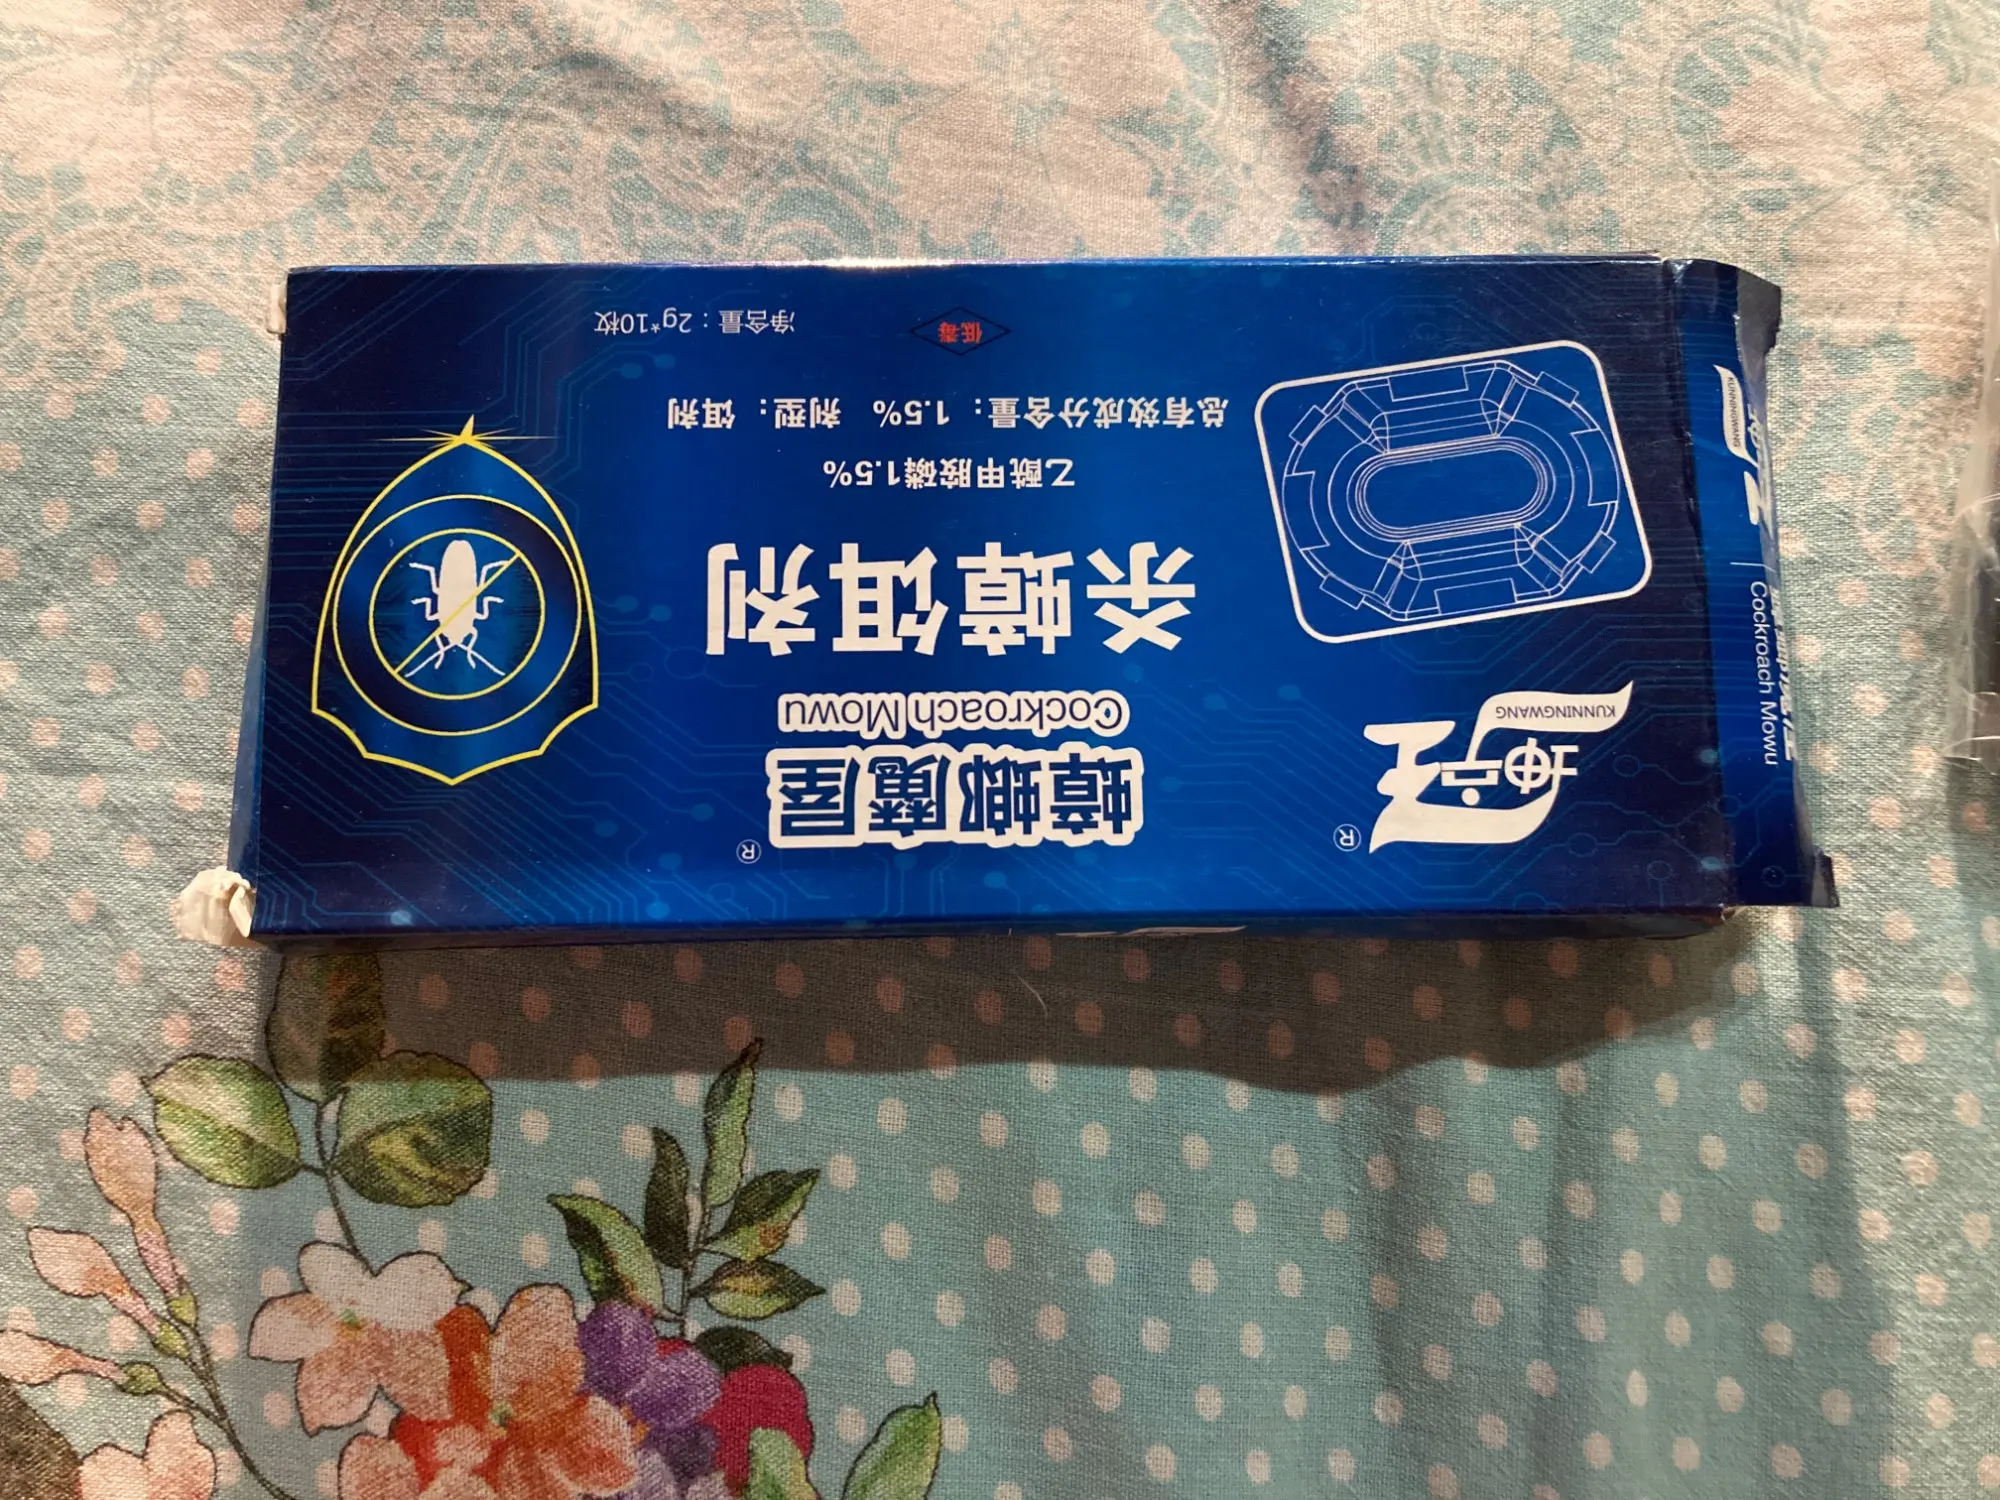 坤宁王
KUNNINGWANG
®
蟑螂魔屋
®
Cockroach Mowu
杀蟑饵剂
乙酰甲胺磷1.5%
总有效成分含量：1.5% 剂型：饵剂
低毒
净含量：2g*10枚
KUNNINGWANG
Cockroach Mowu